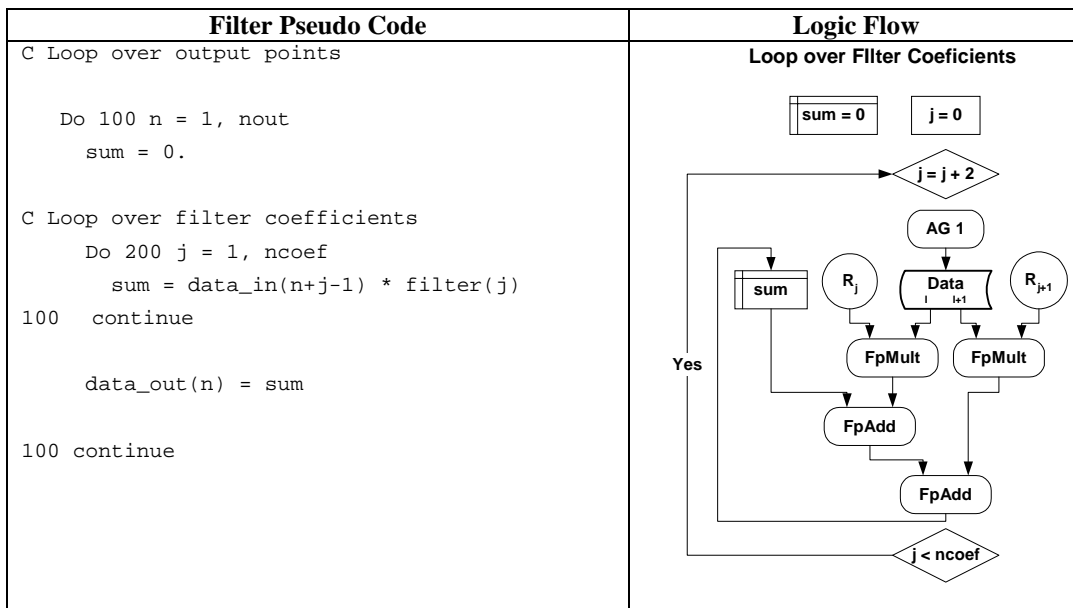 Filter Pseudo Code
C Loop over output points
Do 100 n = 1, nout
sum = 0.
C Loop over filter coefficients
Do 200 j = 1, ncoef
sum = data_in(n+j-1) * filter(j)
100 continue
data_out(n) = sum
100 continue
Logic Flow
Loop over FIlter Coeficients
sum = 0
j = 0
j = j + 2
AG 1
sum
Rj
Data
I I+1
Rj+1
FpMult
FpMult
Yes
FpAdd
FpAdd
j < ncoef